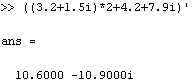 >> ((3.2+1.5i)*2+4.2+7.9i)'
ans =
10.6000 -10.9000i